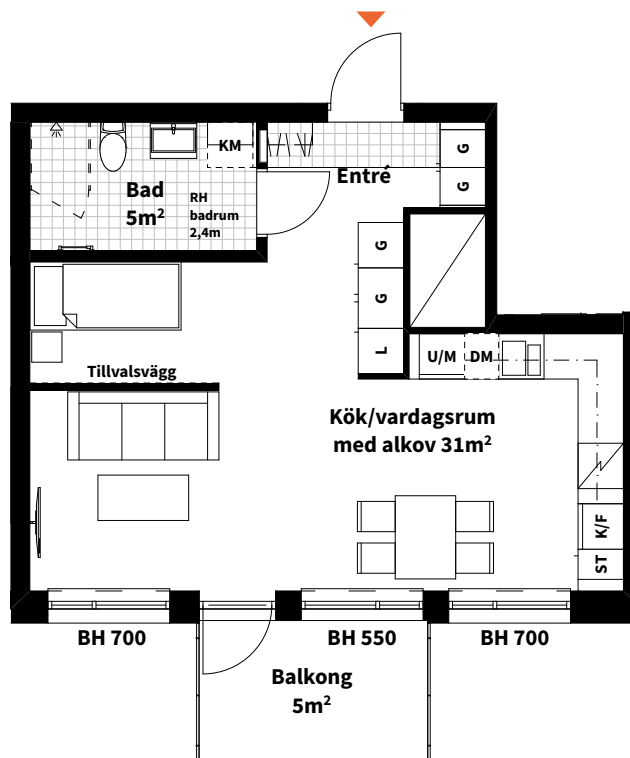 KM
G
G
Entré
Bad
5m²
RH
badrum
2,4m
G
G
L
U/M
DM
Tillvalsvägg
Kök/vardagsrum
med alkov 31m²
K/F
ST
BH 700
BH 550
BH 700
Balkong
5m²